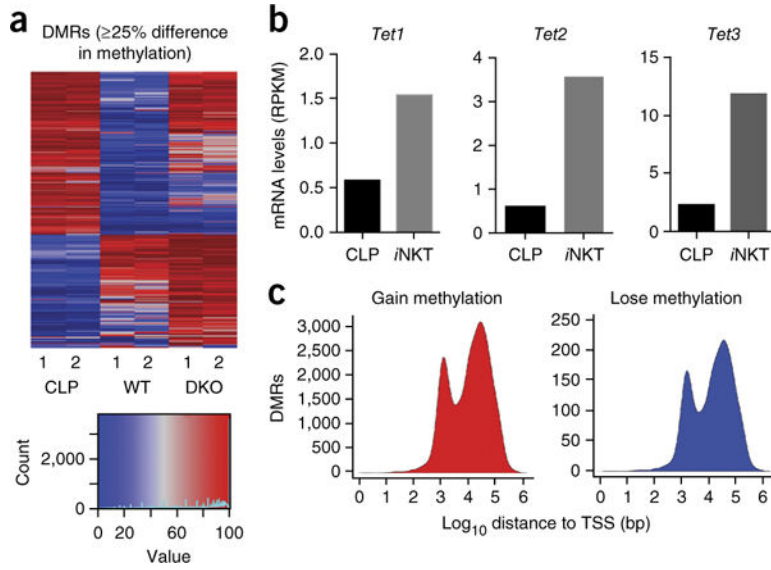 a
DMRs (≥25% difference
in methylation)
1 2 1 2 1 2
CLP WT DKO
Count
2,000
0
0 20 60 100
Value
b
Tet1 Tet2 Tet3
mRNA levels (RPKM)
2.0
1.5
1.0
0.5
0.0
CLP iNKT
4
3
2
1
0
CLP iNKT
15
10
5
0
CLP iNKT
c
Gain methylation
DMRs
3,000
2,500
2,000
1,500
1,000
500
0
0 1 2 3 4 5 6
Lose methylation
250
200
150
100
50
0
0 1 2 3 4 5 6
Log10 distance to TSS (bp)